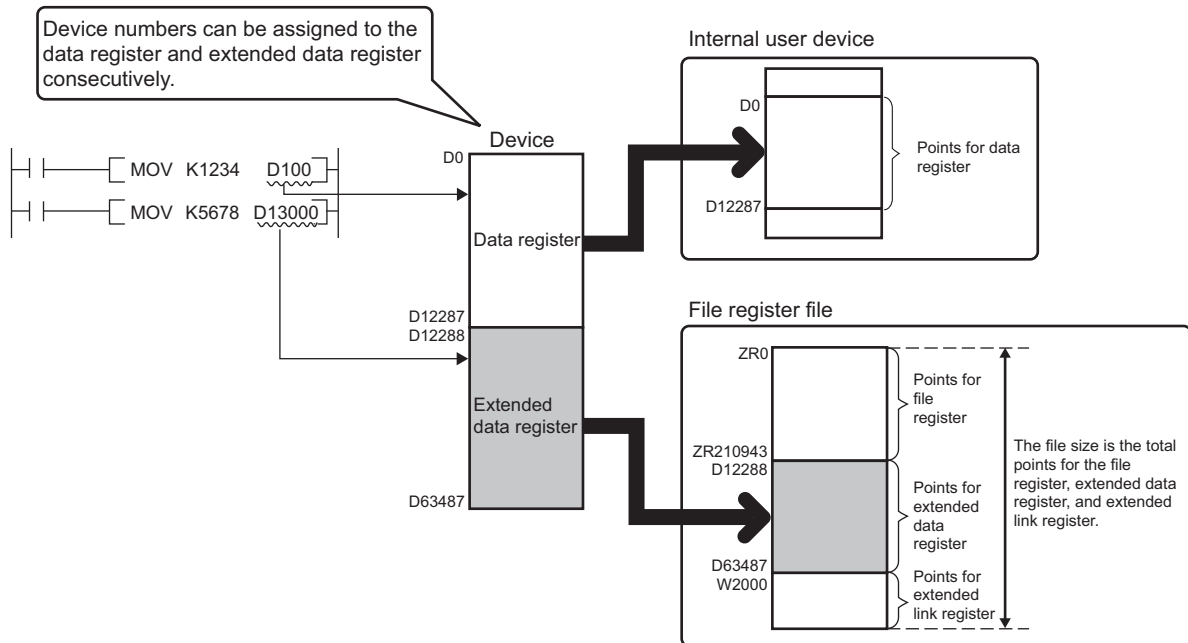 Device numbers can be assigned to the
data register and extended data register
consecutively.
MOV K1234 D100
MOV K5678 D13000
Device
D0
Data register
D12287
D12288
Extended
data register
D63487
Internal user device
D0
Points for data
register
D12287
File register file
ZR0
Points for
file
register
ZR210943
D12288
Points for
extended
data
register
D63487
W2000
Points for
extended
link register
The file size is the total
points for the file
register, extended data
register, and extended
link register.